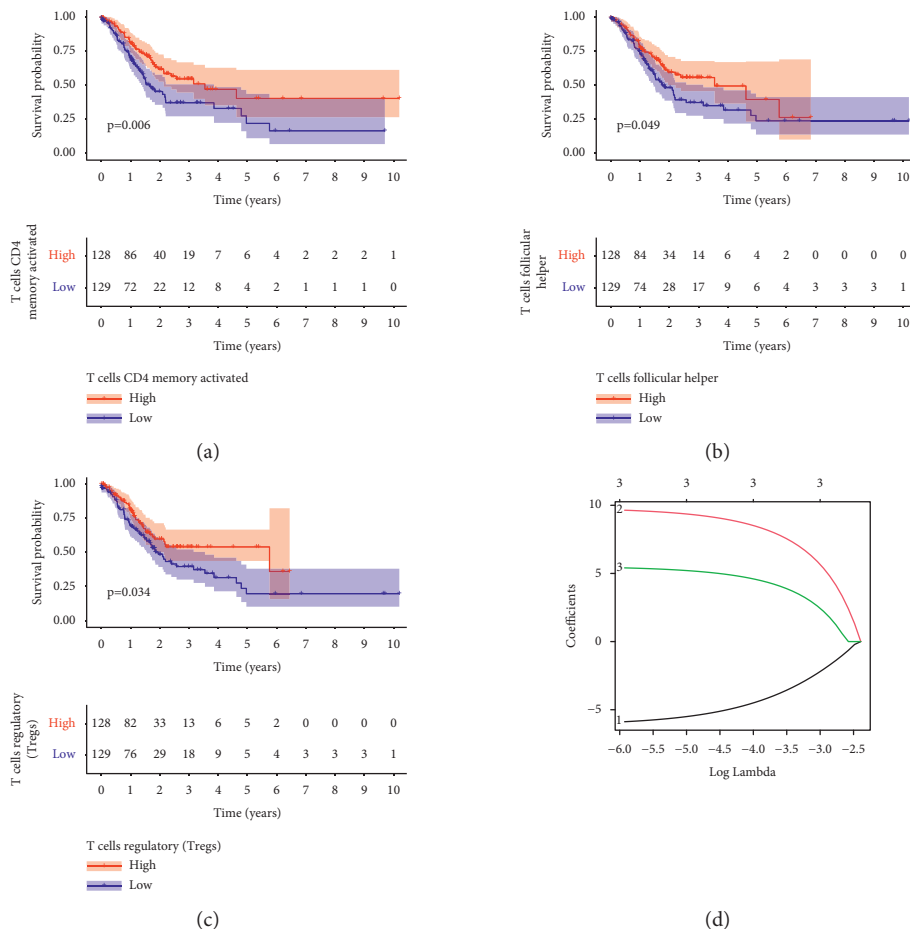 1.00
0.75
0.50
0.25
0.00
Survival probability
p=0.006
0 1 2 3 4 5 6 7 8 9 10
Time (years)
T cells CD4
memory activated
High 128 86 40 19 7 6 4 2 2 2 1
Low 129 72 22 12 8 4 2 1 1 1 0
0 1 2 3 4 5 6 7 8 9 10
Time (years)
T cells CD4 memory activated
High
Low
(a)
1.00
0.75
0.50
0.25
0.00
Survival probability
p=0.049
0 1 2 3 4 5 6 7 8 9 10
Time (years)
T cells follicular
helper
High 128 84 34 14 6 4 2 0 0 0 0
Low 129 74 28 17 9 6 4 3 3 3 1
0 1 2 3 4 5 6 7 8 9 10
Time (years)
T cells follicular helper
High
Low
(b)
1.00
0.75
0.50
0.25
0.00
Survival probability
p=0.034
0 1 2 3 4 5 6 7 8 9 10
Time (years)
T cells regulatory
(Tregs)
High 128 82 33 13 6 5 2 0 0 0 0
Low 129 76 29 18 9 5 4 3 3 3 1
0 1 2 3 4 5 6 7 8 9 10
Time (years)
T cells regulatory (Tregs)
High
Low
(c)
3 3 3 3
10
5
0
−5
Coefficients
2
3
1
−6.0 −5.5 −5.0 −4.5 −4.0 −3.5 −3.0 −2.5
Log Lambda
(d)